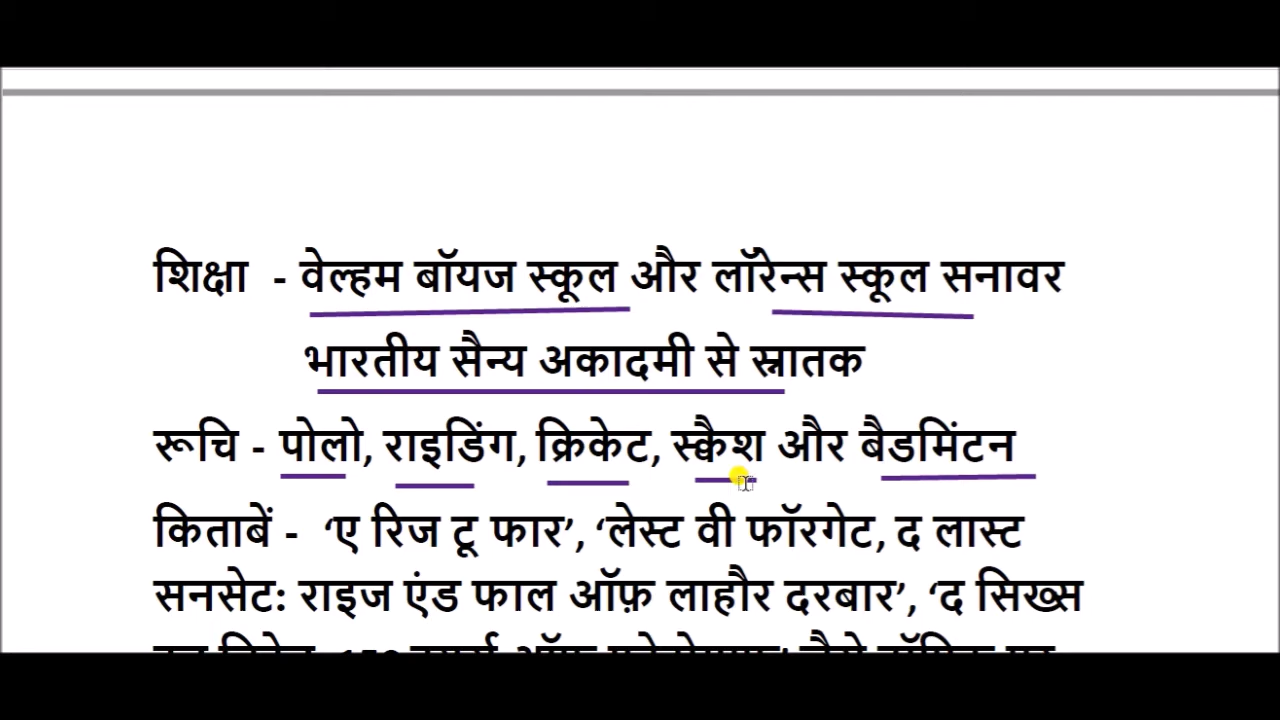 शिक्षा - वेल्हम बॉयज स्कूल और लॉरेन्स स्कूल सनावर
भारतीय सैन्य अकादमी से स्नातक
रूचि - पोलो, राइडिंग, क्रिकेट, स्कैश और बैडमिंटन
किताबें - ‘ए रिज टू फार’, ‘लेस्ट वी फॉरगेट, द लास्ट
सनसेट: राइज एंड फाल ऑफ़ लाहौर दरबार’, ‘द सिख्स